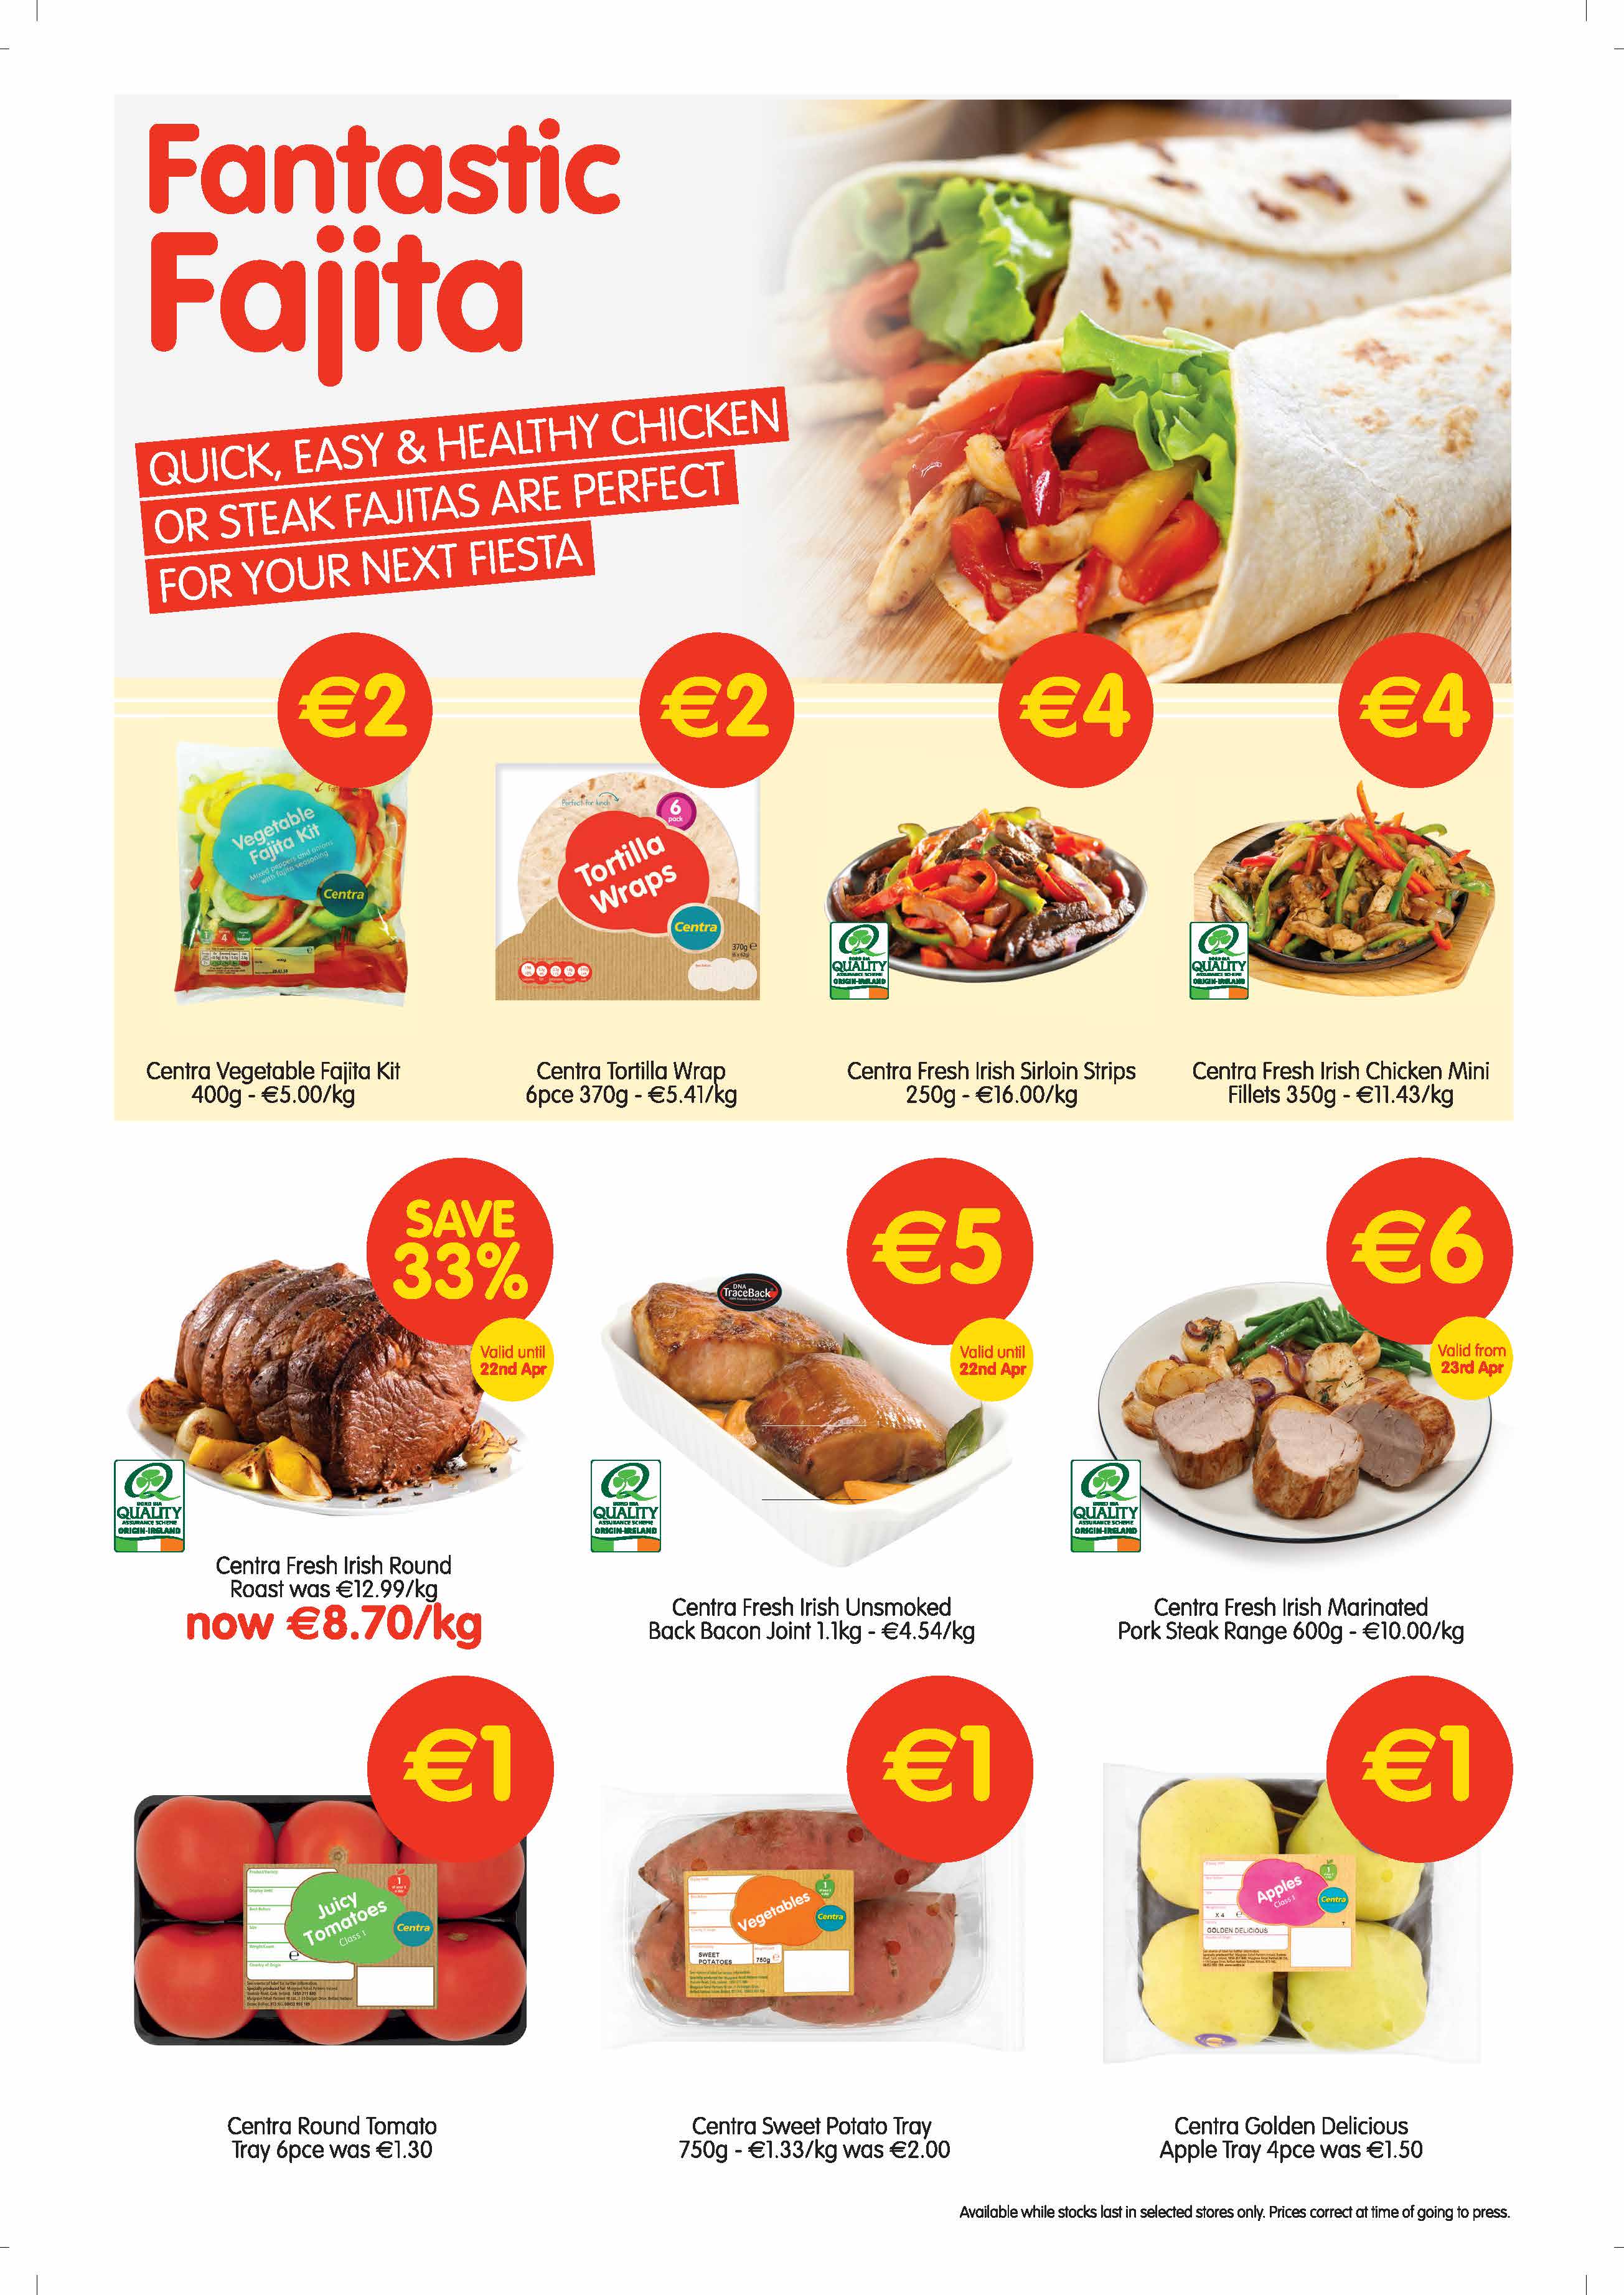 Fantastic
Fajita
QUICK, EASY & HEALTHY CHICKEN
OR STEAK FAJITAS ARE PERFECT
FOR YOUR NEXT FIESTA
€2
€2
€4
€4
Vegetable
Fajita Kit
Mixed peppers and onions
with fajita seasoning
Centra
Perfect for lunch
6
pack
Tortilla
Wraps
Centra
370g e
QUALITY
ASSURANCE SCHEME
ORIGIN-IRELAND
QUALITY
ASSURANCE SCHEME
ORIGIN-IRELAND
Centra Vegetable Fajita Kit
400g - €5.00/kg
Centra Tortilla Wrap
6pce 370g - €5.41/kg
Centra Fresh Irish Sirloin Strips
250g - €16.00/kg
Centra Fresh Irish Chicken Mini
Fillets 350g - €11.43/kg
SAVE
33%
Valid until
22nd Apr
€5
Valid until
22nd Apr
€6
Valid from
23rd Apr
DNA
TraceBack
BORD BIA
QUALITY
ASSURANCE SCHEME
ORIGIN-IRELAND
BORD BIA
QUALITY
ASSURANCE SCHEME
ORIGIN-IRELAND
BORD BIA
QUALITY
ASSURANCE SCHEME
ORIGIN-IRELAND
Centra Fresh Irish Round
Roast was €12.99/kg
now €8.70/kg
Centra Fresh Irish Unsmoked
Back Bacon Joint 1.1kg - €4.54/kg
Centra Fresh Irish Marinated
Pork Steak Range 600g - €10.00/kg
€1
€1
€1
Juicy
Tomatoes
Class 1
Centra
Vegetables
Centra
SWEET
POTATOES
750g e
Apples
Class 1
Centra
X4 e
GOLDEN DELICIOUS
Centra Round Tomato
Tray 6pce was €1.30
Centra Sweet Potato Tray
750g - €1.33/kg was €2.00
Centra Golden Delicious
Apple Tray 4pce was €1.50
Available while stocks last in selected stores only. Prices correct at time of going to press.